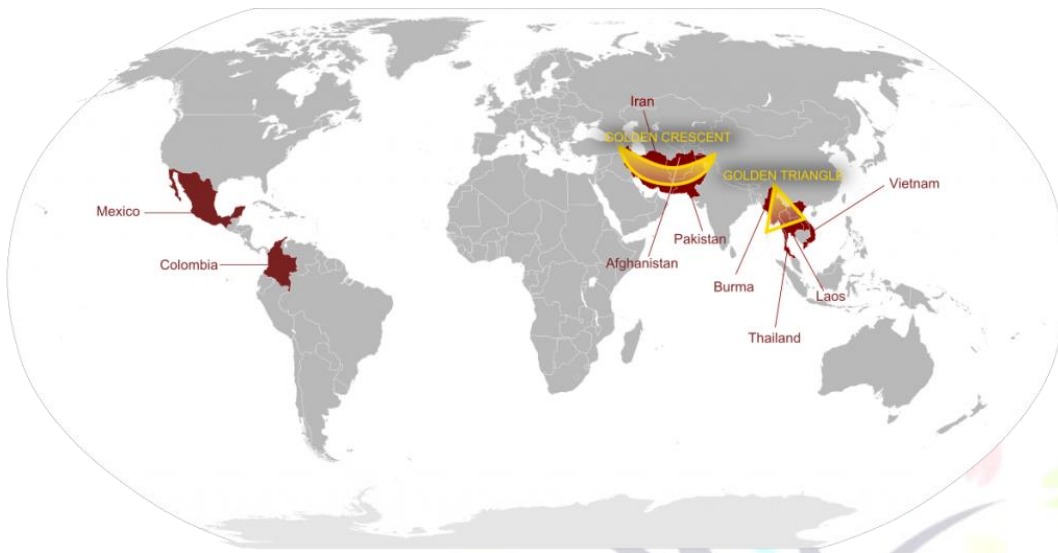 Iran
GOLDEN CRESCENT
GOLDEN TRIANGLE
Vietnam
Mexico
Pakistan
Colombia
Afghanistan
Burma
Laos
Thailand